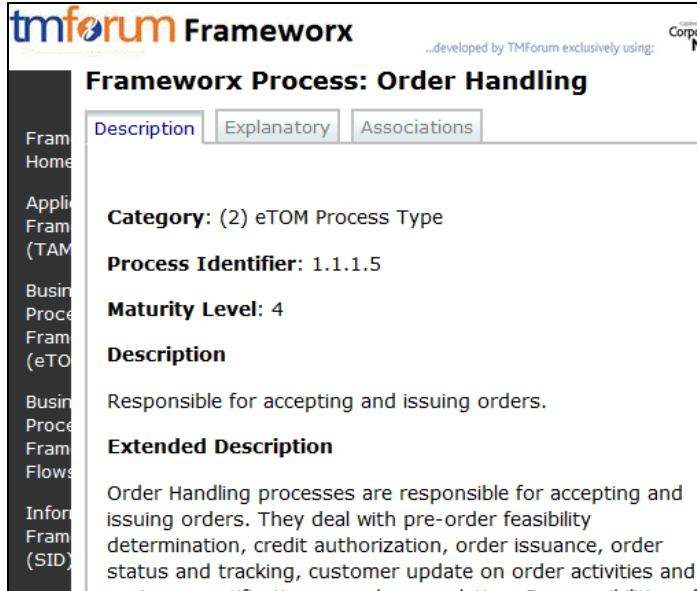 tmforum Frameworx
...developed by TMForum exclusively using:
Frameworx Process: Order Handling
Description
Explanatory
Associations
Home
(TAM
(SID)
Category: (2) eTOM Process Type
Process Identifier: 1.1.1.5
Maturity Level: 4
Description
Responsible for accepting and issuing orders.
Extended Description
Order Handling processes are responsible for accepting and
issuing orders. They deal with pre-order feasibility
determination, credit authorization, order issuance, order
status and tracking, customer update on order activities and